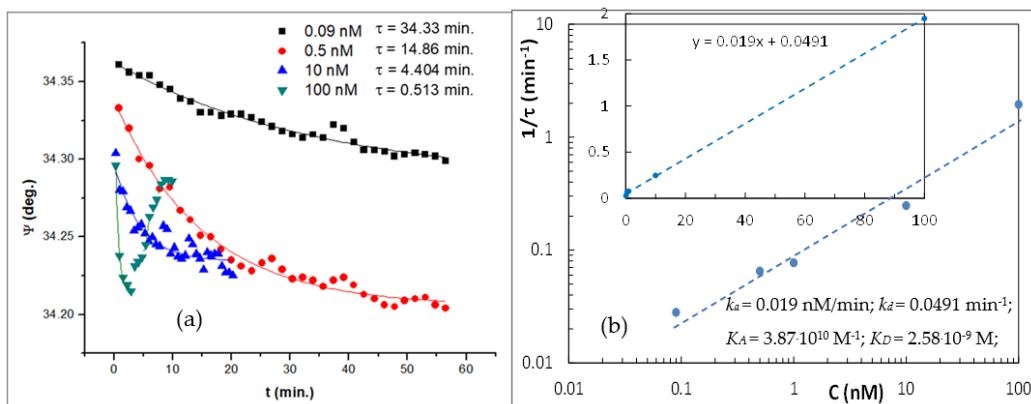 0.09 nM τ = 34.33 min.
0.5 nM τ = 14.86 min.
10 nM τ = 4.404 min.
100 nM τ = 0.513 min.
34.35
34.30
34.25
34.20
Ψ (deg.)
(a)
0 10 20 30 40 50 60
t (min.)
10
1
0.1
0.01
1/τ (min⁻¹)
2
1.5
1
0.5
0
y = 0.019x + 0.0491
0 20 40 60 80 100
(b)
kₐ = 0.019 nM/min; k_d = 0.0491 min⁻¹;
K_A = 3.87·10¹⁰ M⁻¹; K_D = 2.58·10⁻⁹ M;
0.01 0.1 1 10 100
C (nM)